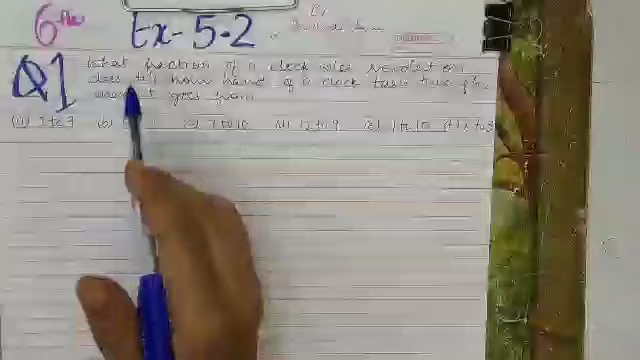 6th
Ex-5.2
Q1
What fraction of a clock wise revolution
does the hour hand of a clock turn through
when it goes from
(a) 3 to 9 (b) (c) 7 to 10 (d) 12 to 9 (e) 1 to 10 to 3